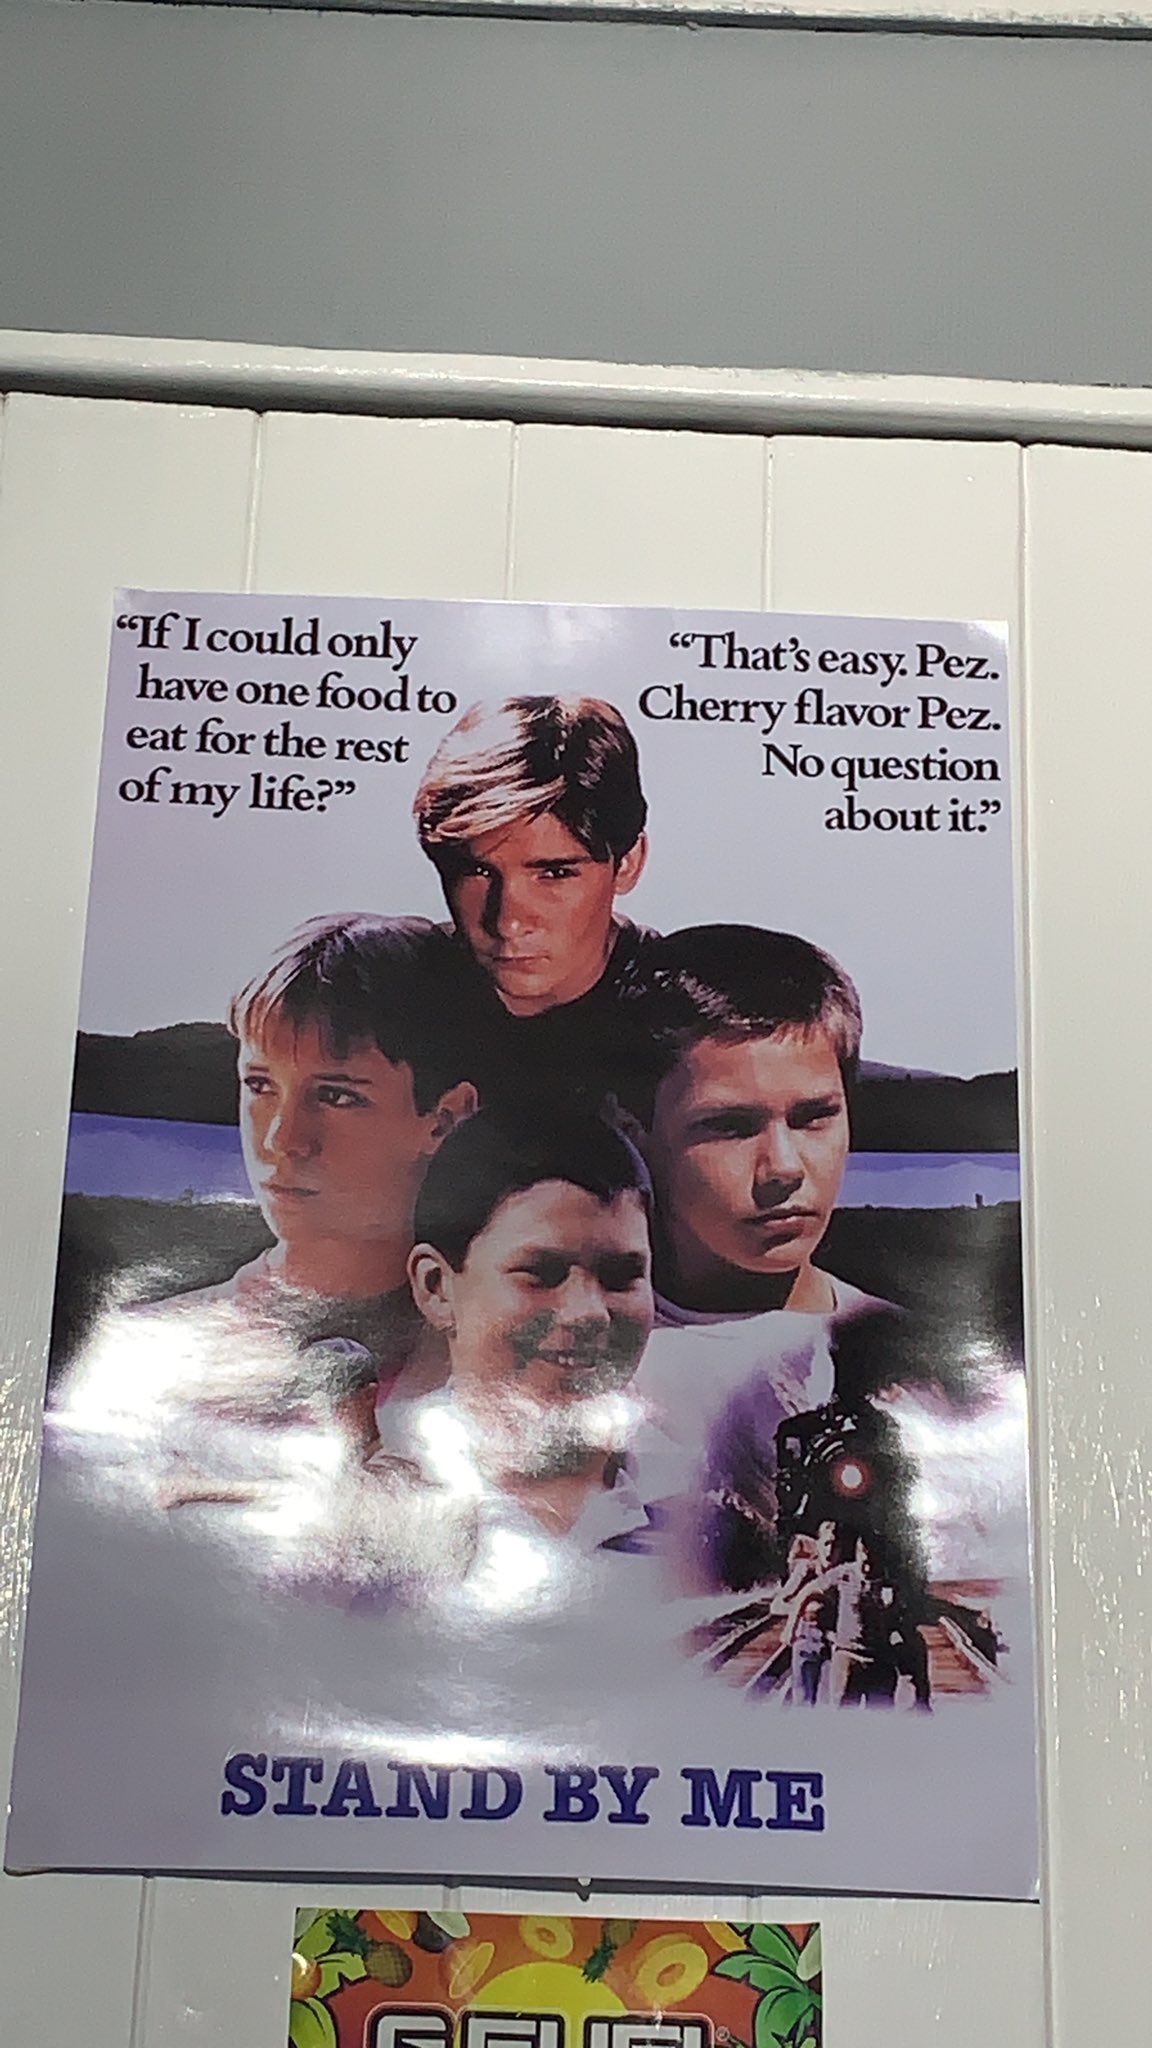 “If I could only
have one food to
eat for the rest
of my life?”
“That’s easy. Pez.
Cherry flavor Pez.
No question
about it.”
STAND BY ME
G FUEL®